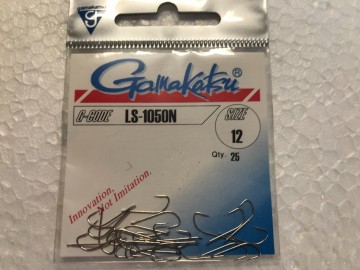 Gamakatsu®
G-CODE LS-1050N
SIZE
12
Qty. 25
Innovation.
Not Imitation.